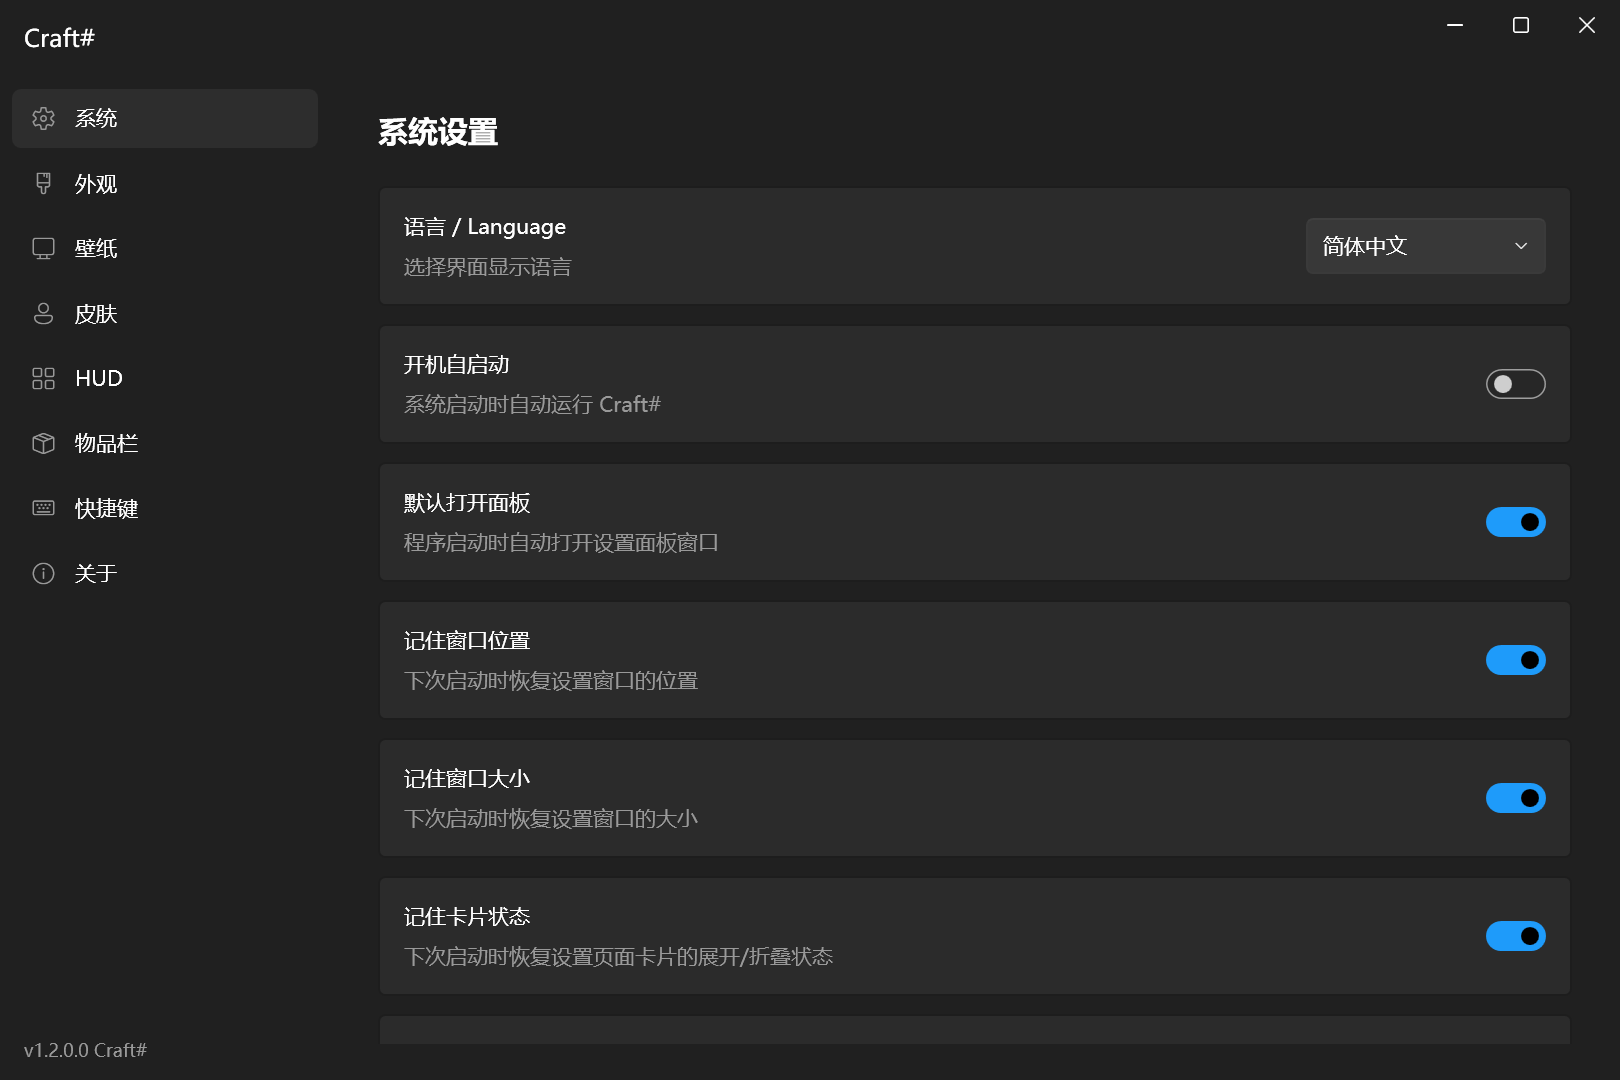 Craft#
系统
外观
壁纸
皮肤
HUD
物品栏
快捷键
关于
v1.2.0.0 Craft#
系统设置
语言 / Language
选择界面显示语言
简体中文
开机自启动
系统启动时自动运行 Craft#
默认打开面板
程序启动时自动打开设置面板窗口
记住窗口位置
下次启动时恢复设置窗口的位置
记住窗口大小
下次启动时恢复设置窗口的大小
记住卡片状态
下次启动时恢复设置页面卡片的展开/折叠状态